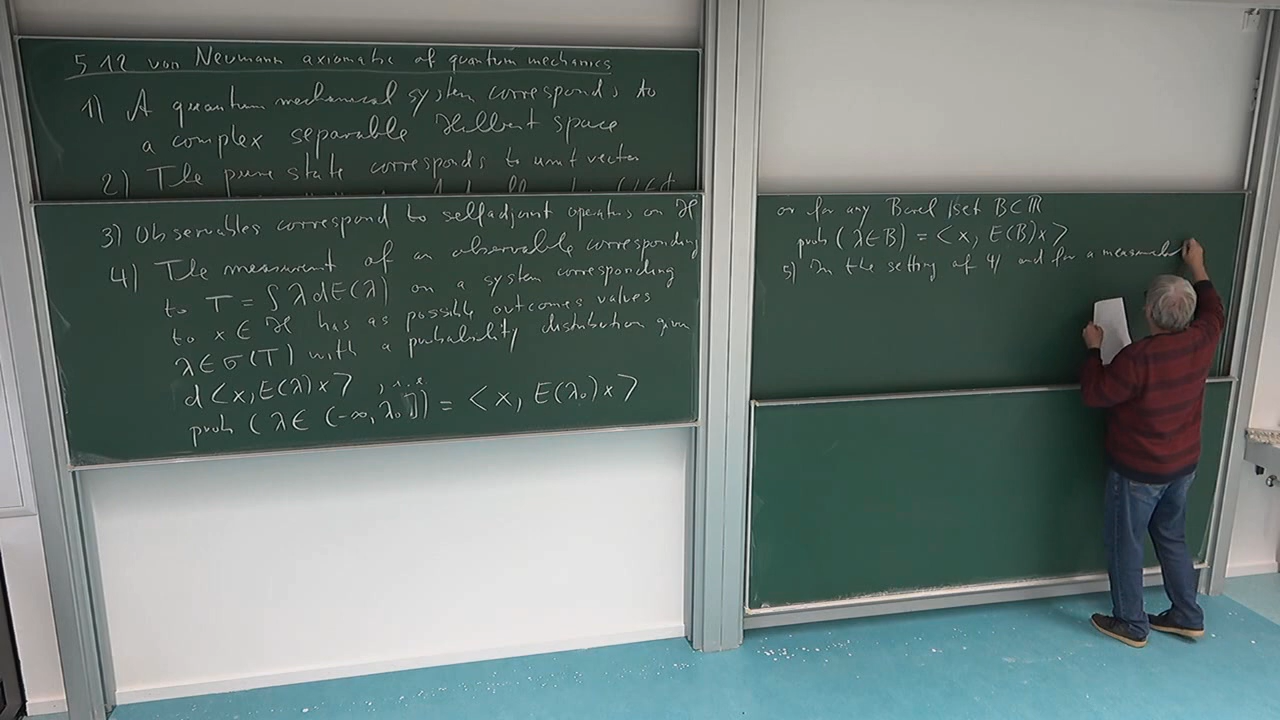 5.12 von Neumann axiomatic of quantum mechanics
1) A quantum mechanical system corresponds to
a complex separable Hilbert space
2) The pure state corresponds to unit vector
3) Observables correspond to selfadjoint operators on ℋ
4) The measurement of an observable corresponding
to T = ∫ λ dE(λ) on a system corresponding
to x ∈ ℋ has as possible outcomes values
λ ∈ σ(T) with a probability distribution given
d<x, E(λ)x>, i.e.
prob (λ ∈ (-∞, λ₀]) = <x, E(λ₀)x>
or for any Borel set B⊂ℝ
prob (λ∈B) = <x, E(B)x>
5) In the setting of 4) and for a measurable